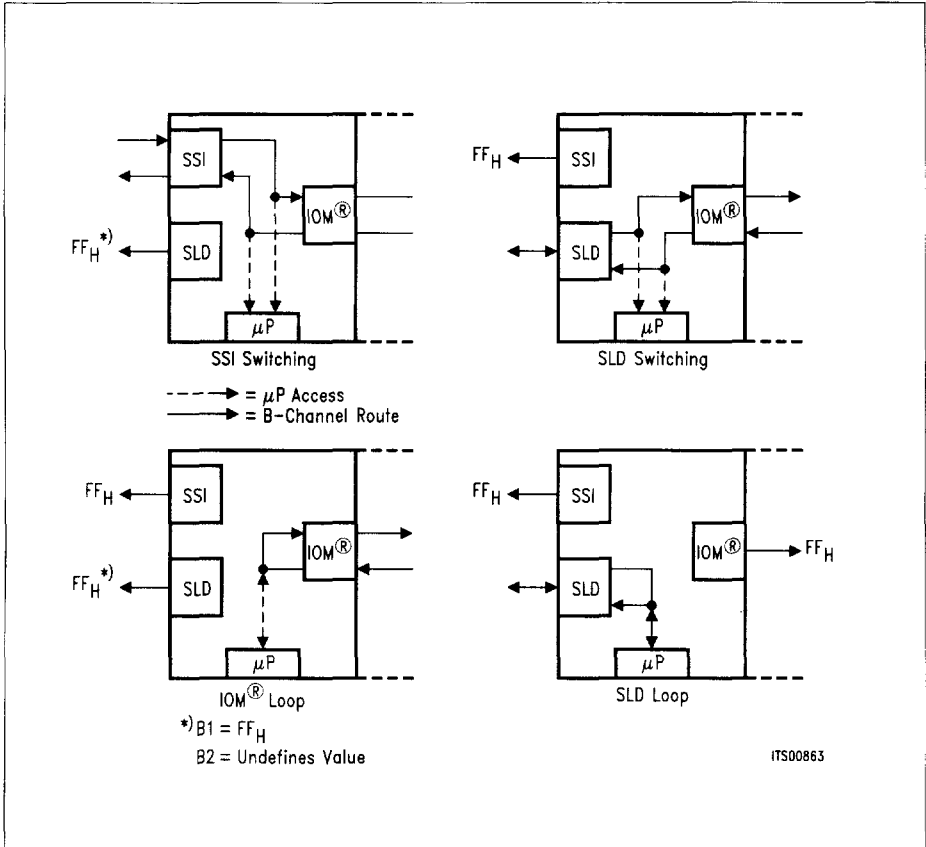 SSI
IOM®
FF_H *)
SLD
μP
SSI Switching
FF_H
SSI
IOM®
SLD
μP
SLD Switching
= μP Access
= B-Channel Route
FF_H
SSI
IOM®
FF_H *)
SLD
μP
IOM® Loop
*) B1 = FF_H
B2 = Undefines Value
FF_H
SSI
IOM®
FF_H
SLD
μP
SLD Loop
ITS00863